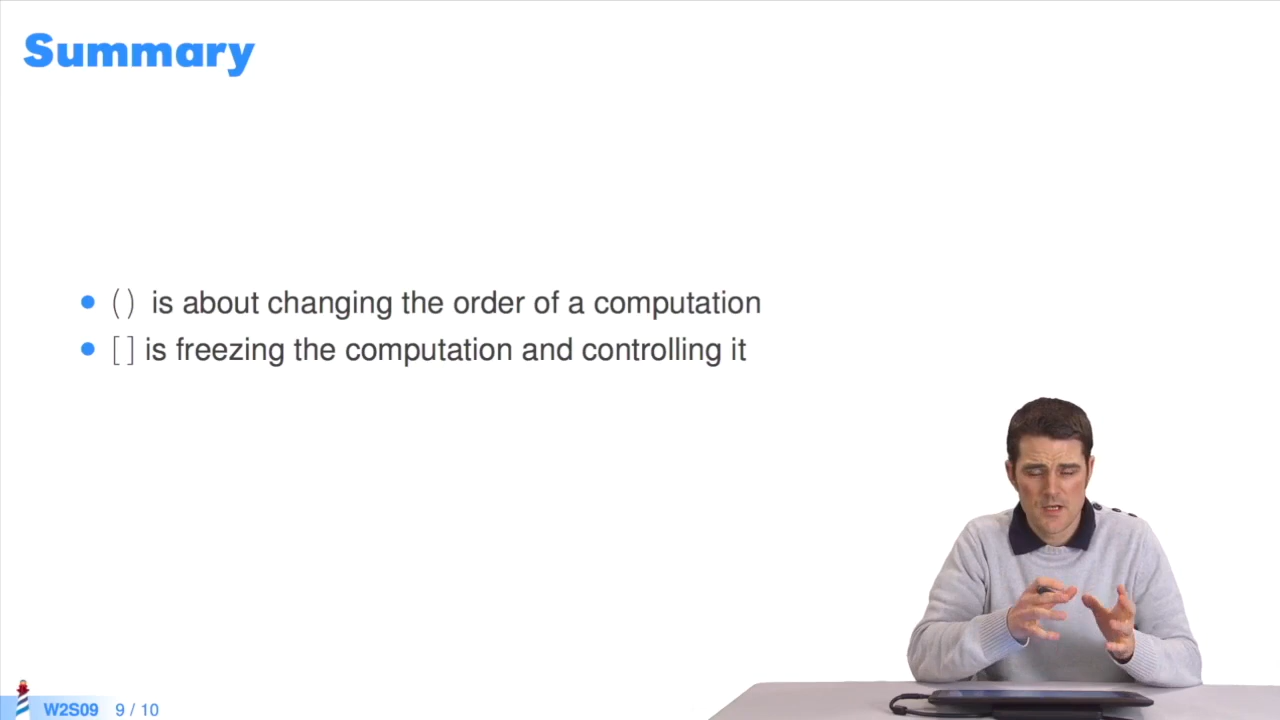 Summary
( ) is about changing the order of a computation
[ ] is freezing the computation and controlling it
W2S09 9 / 10